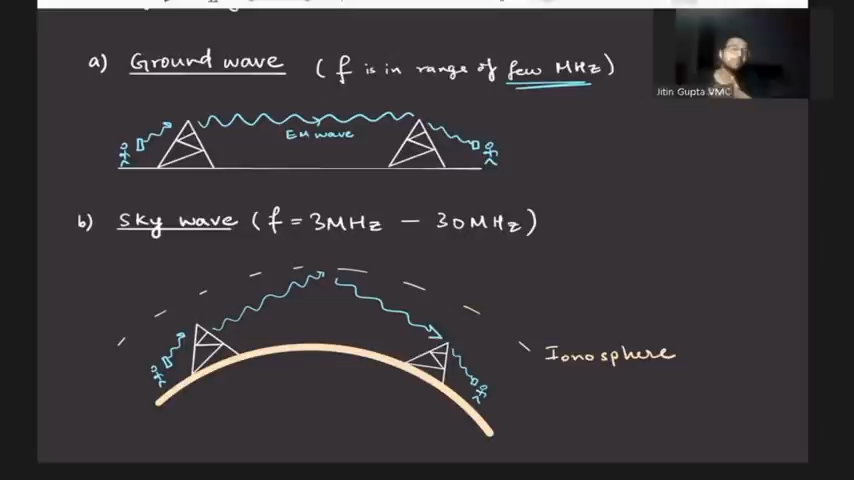 a) Ground wave (f is in range of few MHz)
EM wave
Jitin Gupta VMC
b) Sky wave (f = 3MHz - 30MHz)
Ionosphere